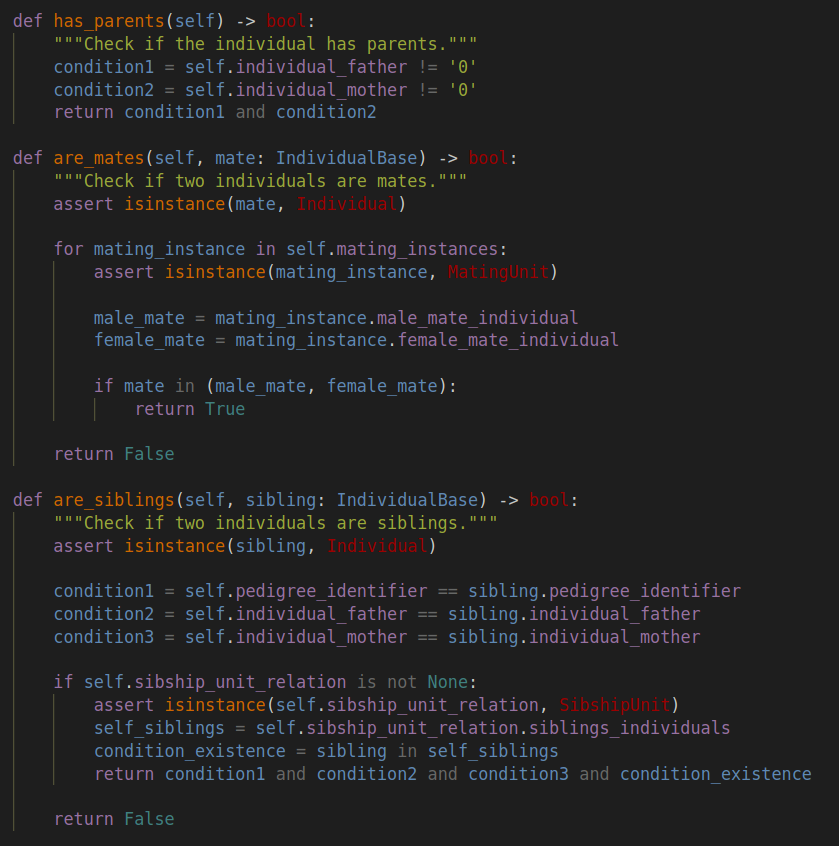 def has_parents(self) -> bool:
    """Check if the individual has parents."""
    condition1 = self.individual_father != '0'
    condition2 = self.individual_mother != '0'
    return condition1 and condition2

def are_mates(self, mate: IndividualBase) -> bool:
    """Check if two individuals are mates."""
    assert isinstance(mate, Individual)

    for mating_instance in self.mating_instances:
        assert isinstance(mating_instance, MatingUnit)

        male_mate = mating_instance.male_mate_individual
        female_mate = mating_instance.female_mate_individual

        if mate in (male_mate, female_mate):
            return True

    return False

def are_siblings(self, sibling: IndividualBase) -> bool:
    """Check if two individuals are siblings."""
    assert isinstance(sibling, Individual)

    condition1 = self.pedigree_identifier == sibling.pedigree_identifier
    condition2 = self.individual_father == sibling.individual_father
    condition3 = self.individual_mother == sibling.individual_mother

    if self.sibship_unit_relation is not None:
        assert isinstance(self.sibship_unit_relation, SibshipUnit)
        self_siblings = self.sibship_unit_relation.siblings_individuals
        condition_existence = sibling in self_siblings
        return condition1 and condition2 and condition3 and condition_existence

    return False